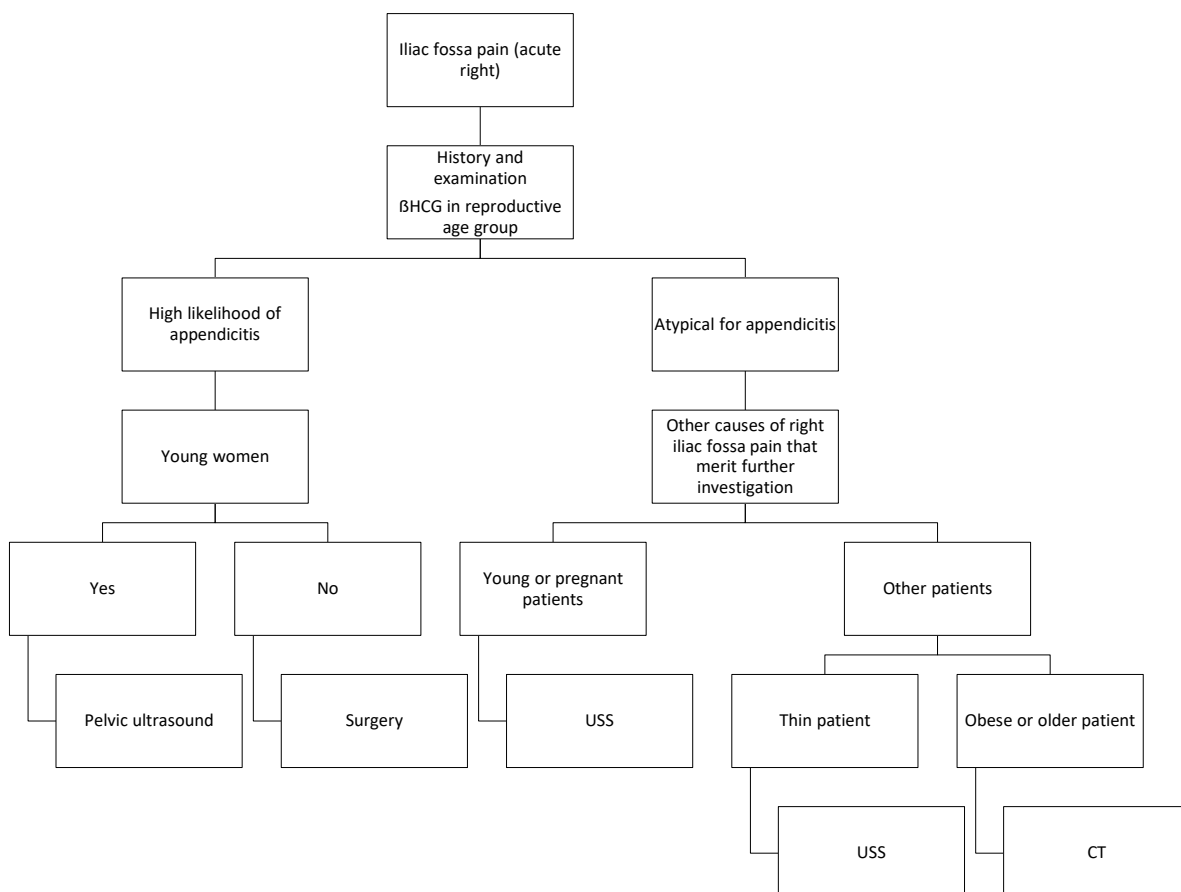 Iliac fossa pain (acute
right)
History and
examination
ßHCG in reproductive
age group
High likelihood of
appendicitis
Atypical for appendicitis
Young women
Other causes of right
iliac fossa pain that
merit further
investigation
Yes
No
Young or pregnant
patients
Other patients
Pelvic ultrasound
Surgery
USS
Thin patient
Obese or older patient
USS
CT